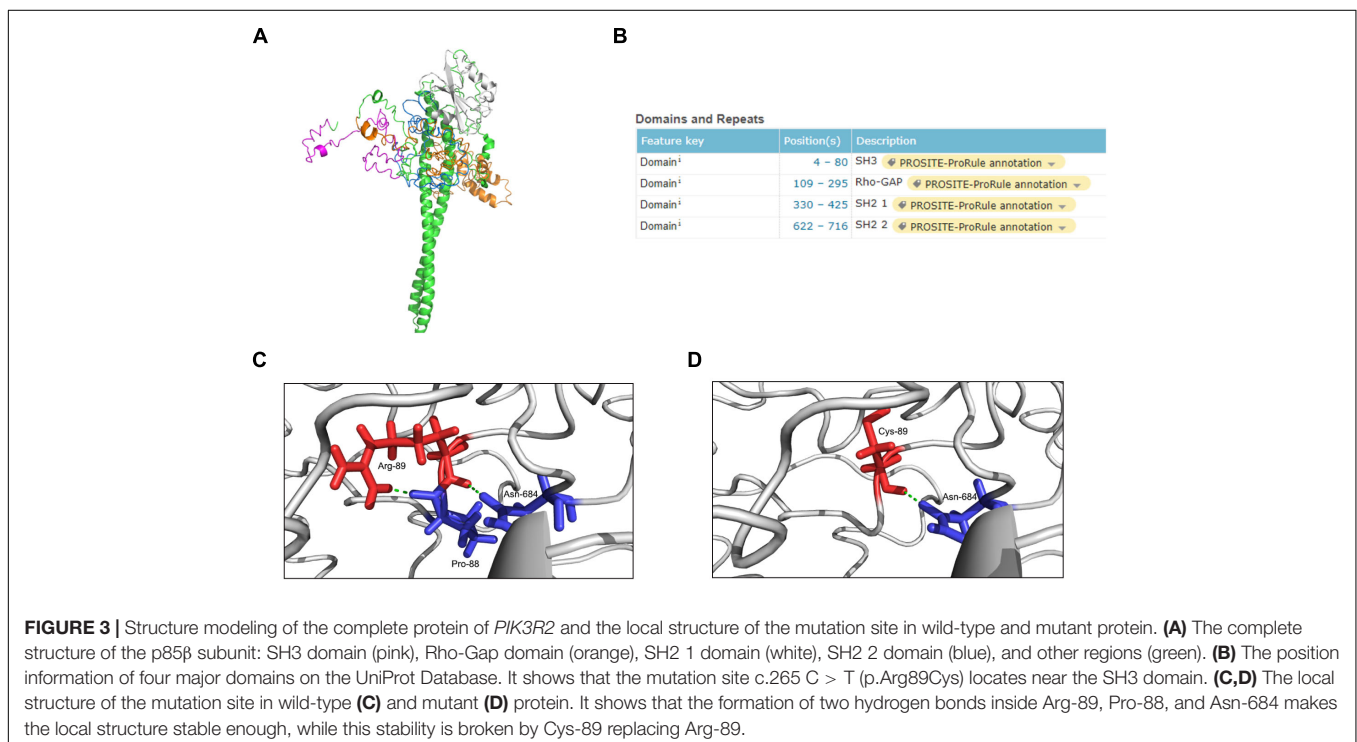 A
B
Domains and Repeats
Feature key Position(s) Description
Domain i 4 – 80 SH3 PROSITE-ProRule annotation
Domain i 109 – 295 Rho-GAP PROSITE-ProRule annotation
Domain i 330 – 425 SH2 1 PROSITE-ProRule annotation
Domain i 622 – 716 SH2 2 PROSITE-ProRule annotation
C
Arg-89
Asn-684
Pro-88
D
Cys-89
Asn-684
FIGURE 3 | Structure modeling of the complete protein of PIK3R2 and the local structure of the mutation site in wild-type and mutant protein. (A) The complete
structure of the p85β subunit: SH3 domain (pink), Rho-Gap domain (orange), SH2 1 domain (white), SH2 2 domain (blue), and other regions (green). (B) The position
information of four major domains on the UniProt Database. It shows that the mutation site c.265 C > T (p.Arg89Cys) locates near the SH3 domain. (C,D) The local
structure of the mutation site in wild-type (C) and mutant (D) protein. It shows that the formation of two hydrogen bonds inside Arg-89, Pro-88, and Asn-684 makes
the local structure stable enough, while this stability is broken by Cys-89 replacing Arg-89.